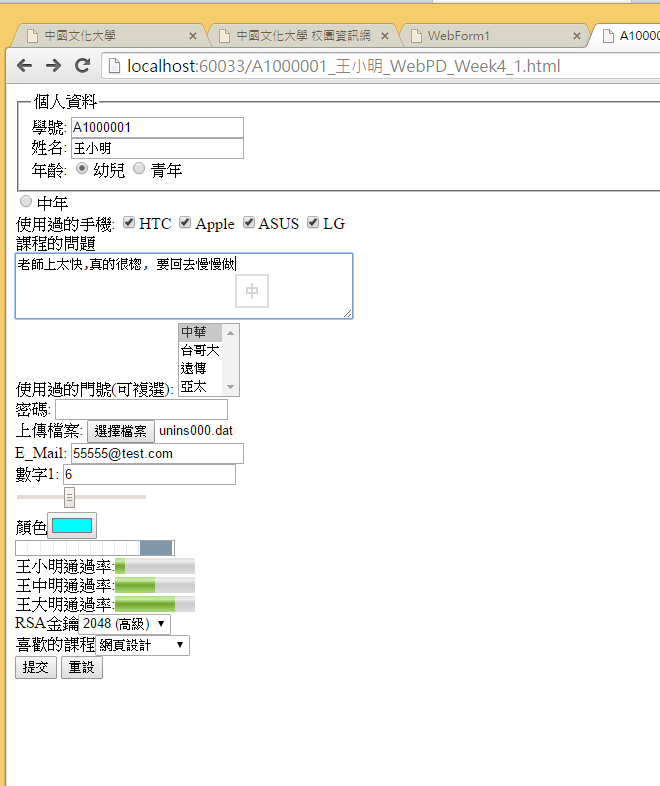 中國文化大學
中國文化大學 校園資訊網
WebForm1
A10000
localhost:60033/A1000001_王小明_WebPD_Week4_1.html
個人資料
學號: A1000001
姓名: 王小明
年齡: 幼兒 青年
中年
使用過的手機: HTC Apple ASUS LG
課程的問題
老師上太快,真的很棇, 要回去慢慢做
中
中華
台哥大
遠傳
亞太
使用過的門號(可複選):
密碼:
上傳檔案: 選擇檔案 unins000.dat
E_Mail: 55555@test.com
數字1: 6
顏色
王小明通過率:
王中明通過率:
王大明通過率:
RSA金鑰 2048 (高級)
喜歡的課程 網頁設計
提交 重設